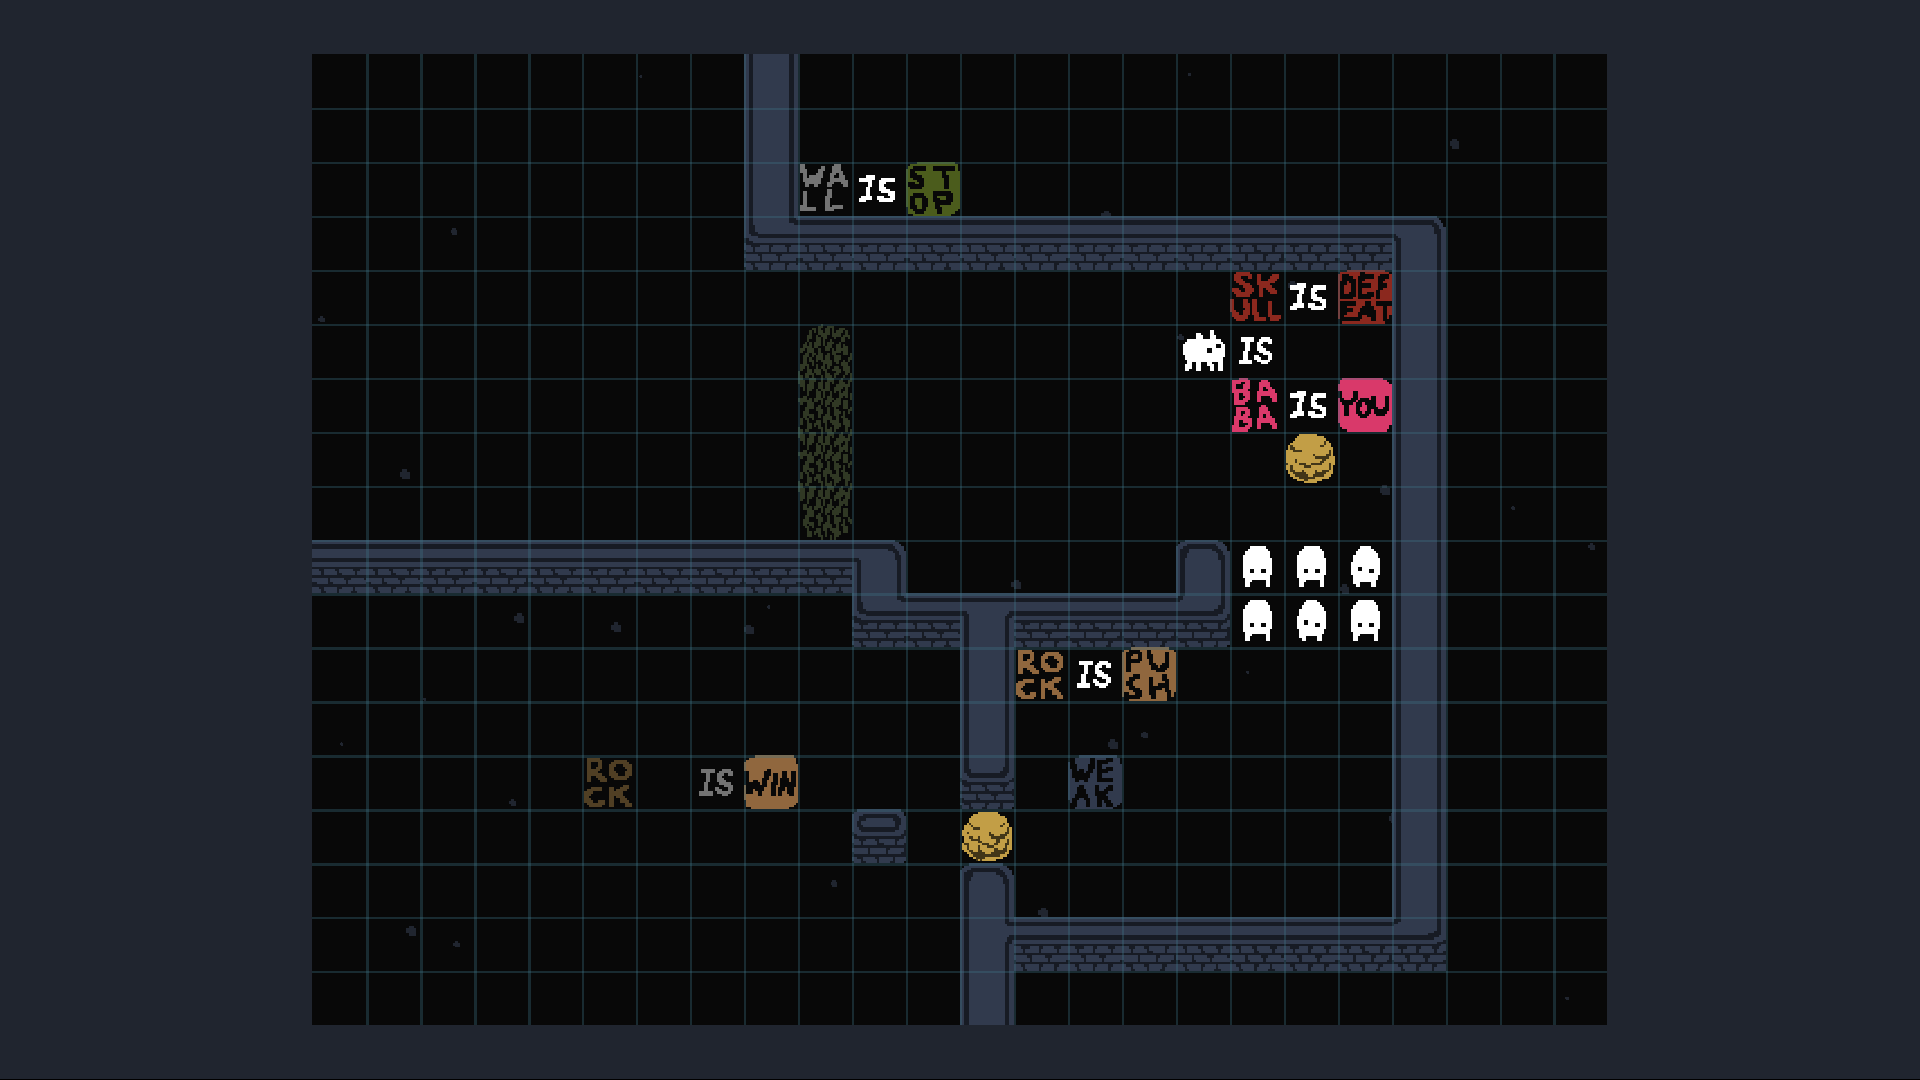 WALL IS STOP
SKULL IS DEFEAT
IS
BABA IS YOU
ROCK IS PUSH
ROCK IS WIN WEAK